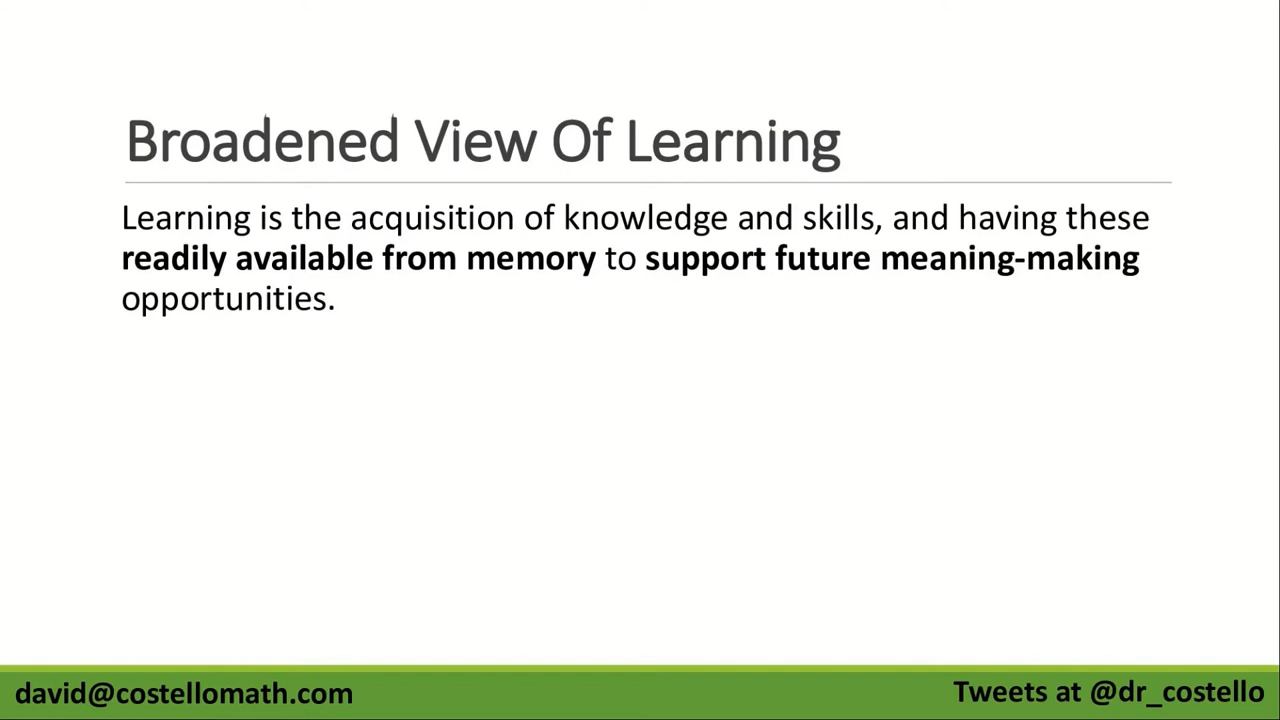 Broadened View Of Learning
Learning is the acquisition of knowledge and skills, and having these
readily available from memory to support future meaning-making
opportunities.
david@costellomath.com
Tweets at @dr_costello